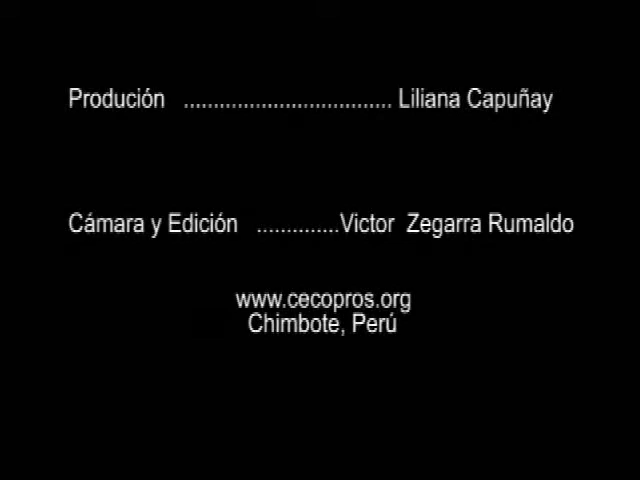 Produción ................................... Liliana Capuñay
Cámara y Edición ..............Victor Zegarra Rumaldo
www.cecopros.org
Chimbote, Perú